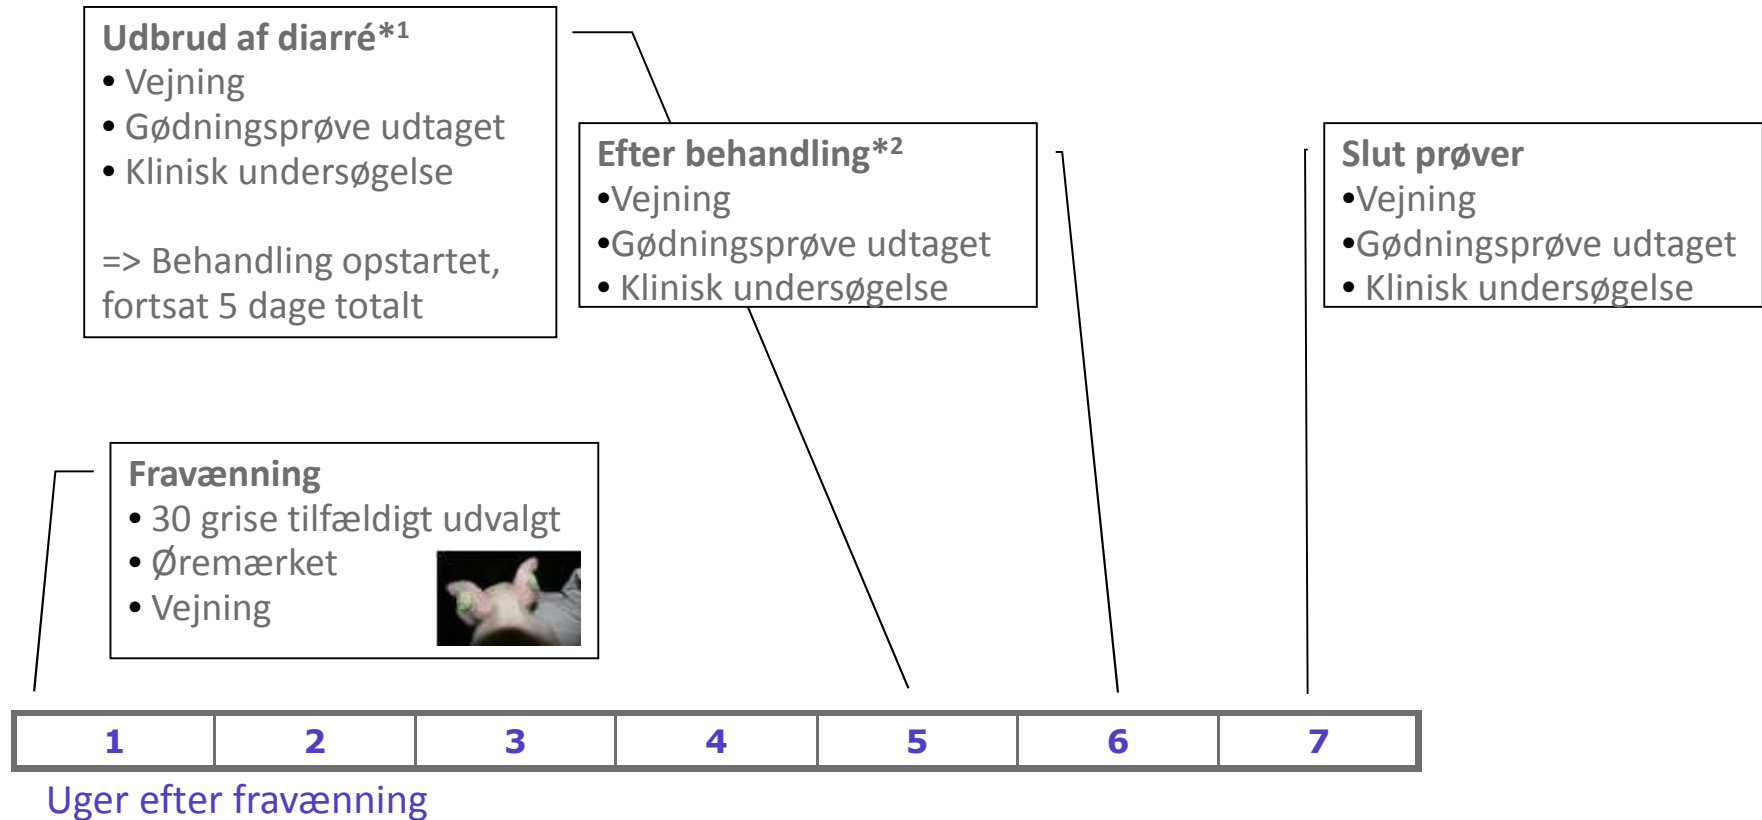 Udbrud af diarré*1
• Vejning
• Gødningsprøve udtaget
• Klinisk undersøgelse
=> Behandling opstartet,
fortsat 5 dage totalt
Efter behandling*2
•Vejning
•Gødningsprøve udtaget
• Klinisk undersøgelse
Slut prøver
•Vejning
•Gødningsprøve udtaget
• Klinisk undersøgelse
Fravænning
• 30 grise tilfældigt udvalgt
• Øremærket
• Vejning
1 2 3 4 5 6 7
Uger efter fravænning